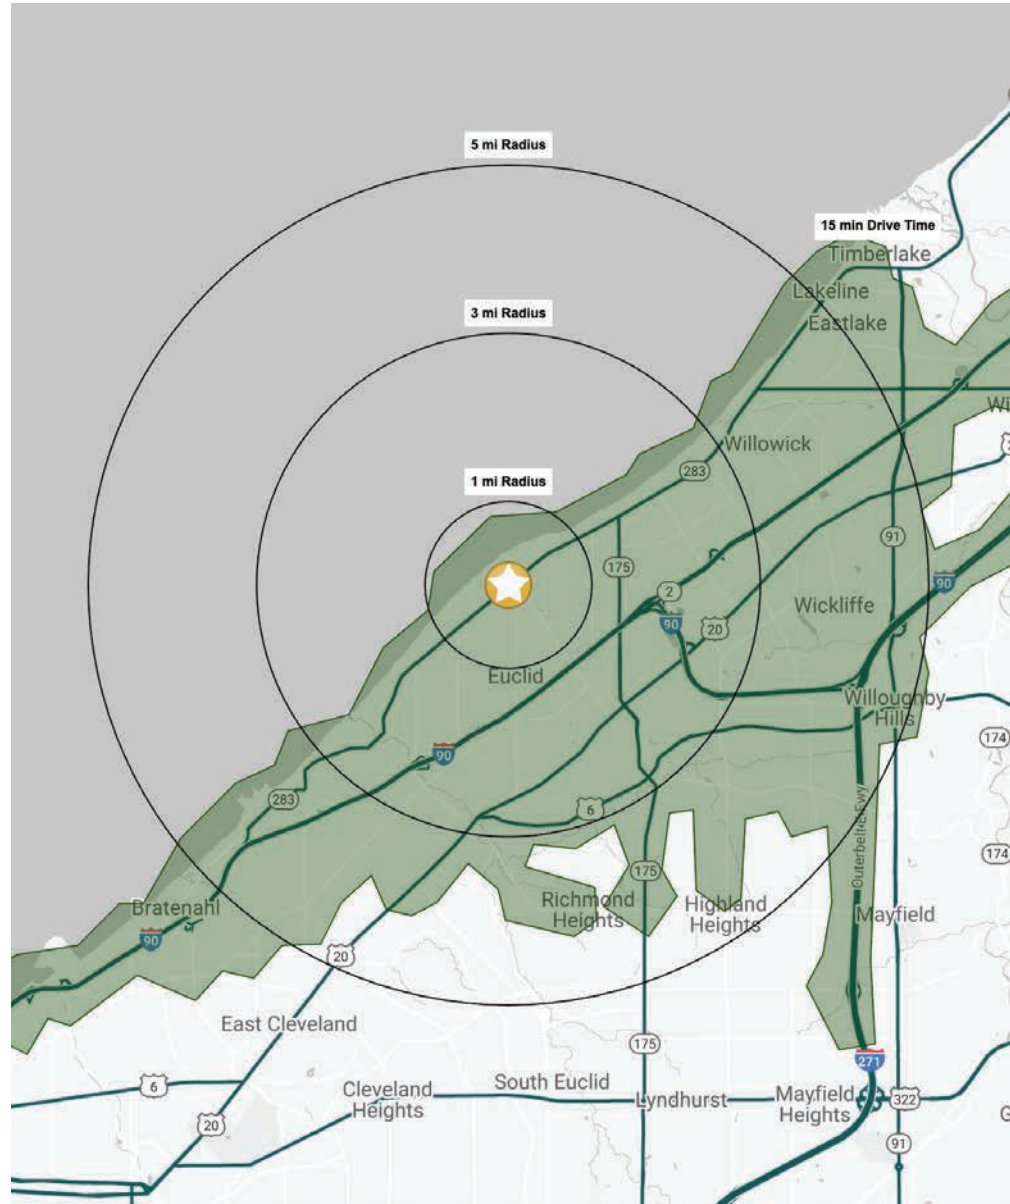 5 mi Radius
15 min Drive Time
Timberlake
Lakeline
3 mi Radius
Eastlake
Wi
Willowick
283
1 mi Radius
91
175
2
90
90
20
Wickliffe
Euclid
Willoughby
Hills
174
90
283
6
Outerbelt E Fwy
174
175
Richmond
Heights
Highland
Heights
Bratenahl
Mayfield
90
20
East Cleveland
175
271
6
South Euclid
Cleveland
Heights
Lyndhurst
Mayfield
Heights
322
20
91
G